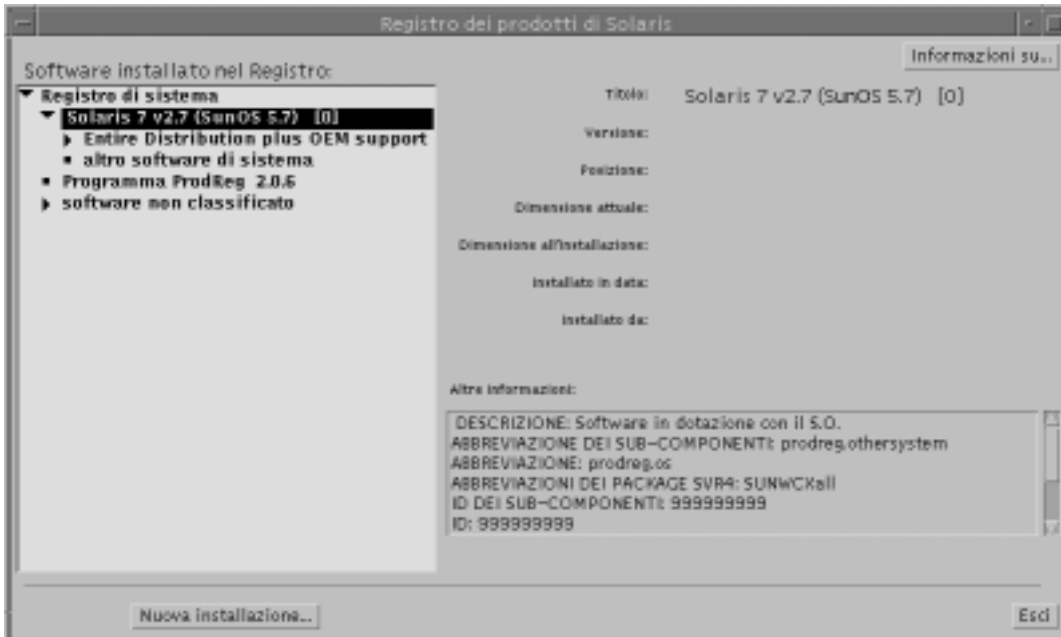 Registro dei prodotti di Solaris
Informazioni su...
Software installato nel Registro:
Registro di sistema
Solaris 7 v2.7 (SunOS 5.7) [0]
Entire Distribution plus OEM support
altro software di sistema
Programma ProdReg 2.0.6
software non classificato
Titolo: Solaris 7 v2.7 (SunOS 5.7) [0]
Versione:
Posizione:
Dimensione attuale:
Dimensione all'installazione:
Installato in data:
Installato da:
Altre informazioni:
DESCRIZIONE: Software in dotazione con il S.O.
ABBREVIAZIONE DEI SUB-COMPONENTI: prodreg.othersystem
ABBREVIAZIONE: prodreg.os
ABBREVIAZIONI DEI PACKAGE SVR4: SUNWCXall
ID DEI SUB-COMPONENTI: 999999999
ID: 999999999
Nuova installazione...
Esci